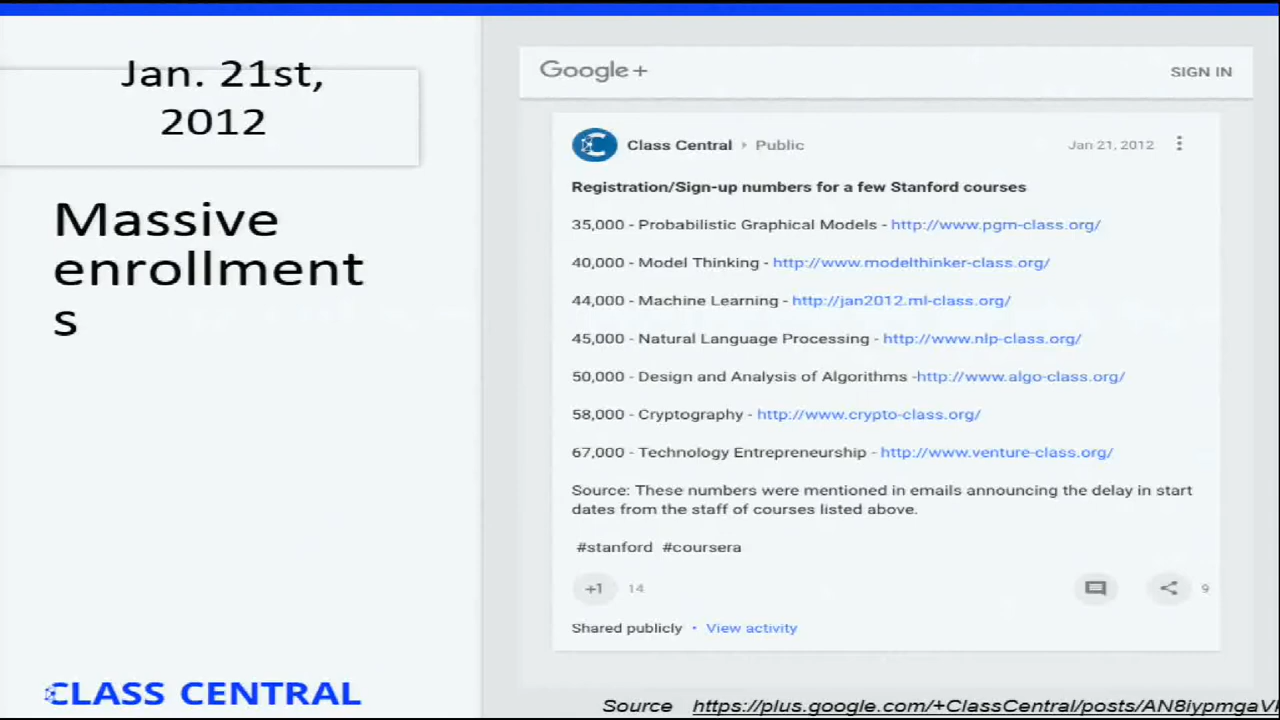 Jan. 21st,
2012
Massive
enrollment
s
Google+
SIGN IN
Class Central › Public
Jan 21, 2012
Registration/Sign-up numbers for a few Stanford courses
35,000 - Probabilistic Graphical Models - http://www.pgm-class.org/
40,000 - Model Thinking - http://www.modelthinker-class.org/
44,000 - Machine Learning - http://jan2012.ml-class.org/
45,000 - Natural Language Processing - http://www.nlp-class.org/
50,000 - Design and Analysis of Algorithms -http://www.algo-class.org/
58,000 - Cryptography - http://www.crypto-class.org/
67,000 - Technology Entrepreneurship - http://www.venture-class.org/
Source: These numbers were mentioned in emails announcing the delay in start
dates from the staff of courses listed above.
#stanford #coursera
+1 14
9
Shared publicly • View activity
CLASS CENTRAL
Source https://plus.google.com/+ClassCentral/posts/AN8iypmgaV